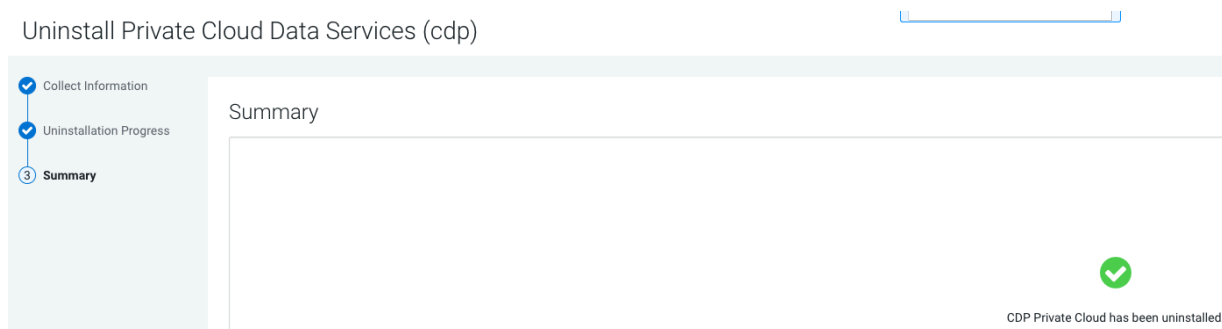 Uninstall Private Cloud Data Services (cdp)
Collect Information
Uninstallation Progress
3 Summary
Summary
CDP Private Cloud has been uninstalled